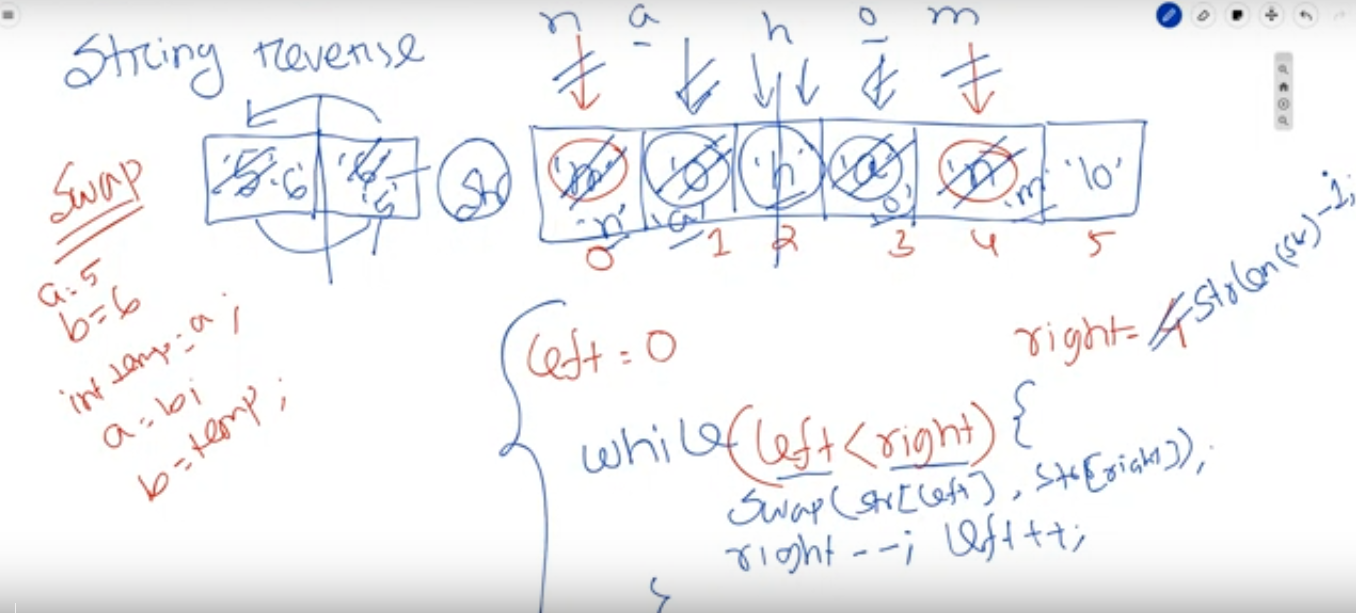 String reverse
n a h o m
Swap
'5' '6' '6' '5'
Str
'm' 'o' 'h' 'a' 'n' '\0'
'n' 'a' 'o' 'm'
0 1 2 3 4 5
a=5
b=6
int temp=a;
a=b;
b=temp;
left=0
right=4 strlen(str)-1;
while(left<right) {
Swap(str[left], str[right]);
right--; left++;
}